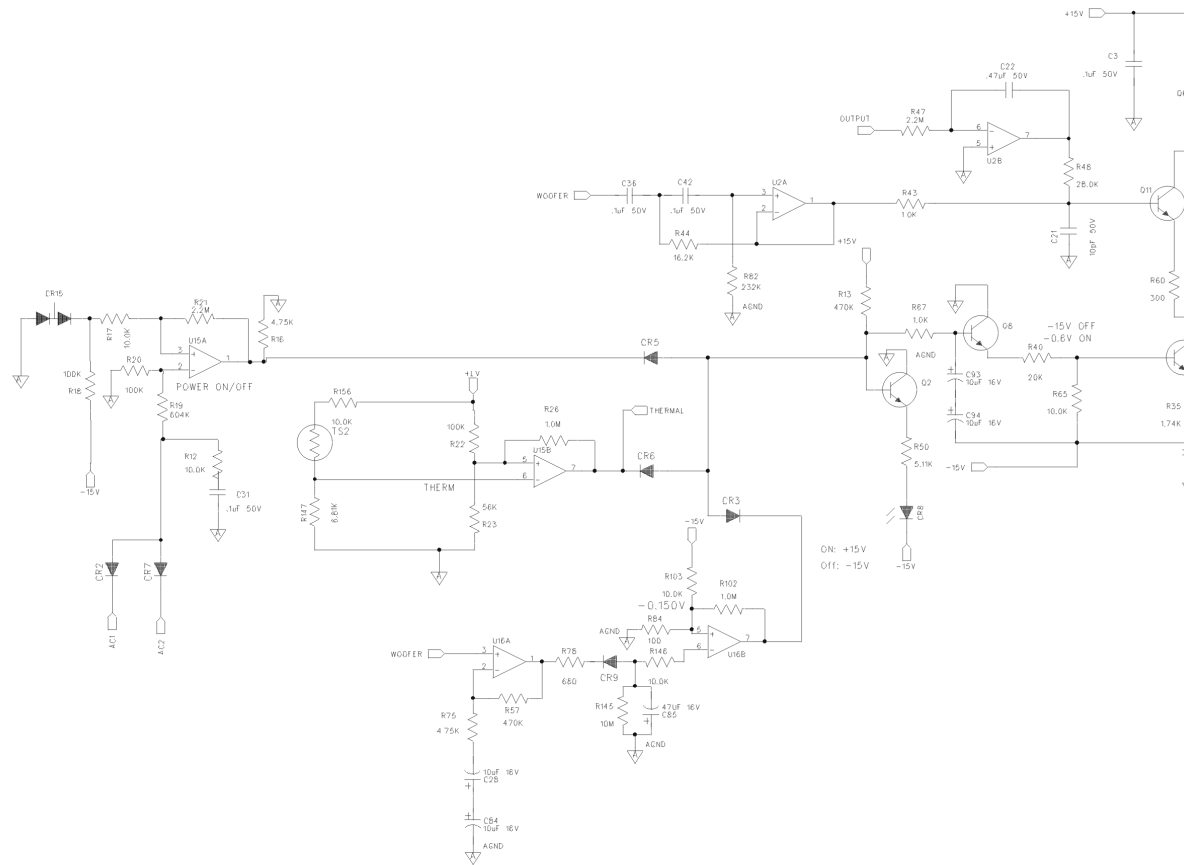 +15V
C3
.1uF 50V
C22
.47uF 50V
R47
2.2M
OUTPUT
6
5
7
U2B
R48
28.0K
Q11
WOOFER
C36
.1uF 50V
C42
.1uF 50V
U2A
3
2
1
R44
16.2K
R43
1.0K
C21
10pF 50V
R60
300
R82
232K
AGND
+15V
R13
470K
R67
1.0K
AGND
Q8
-15V OFF
-0.6V ON
R40
20K
R65
10.0K
R35
1.74K
C93
10uF 16V
C94
10uF 16V
-15V
Q2
R50
5.11K
CR8
-15V
ON: +15V
Off: -15V
CR15
R17
10.0K
R21
2.2M
4.75K
R16
U15A
3
2
1
POWER ON/OFF
R20
100K
100K
R18
R19
604K
R12
10.0K
C31
.1uF 50V
-15V
CR2
CR7
AC1
AC2
CR5
+LV
R156
10.0K
TS2
100K
R22
R26
1.0M
U15B
5
6
7
THERM
THERMAL
CR6
R147
6.81K
56K
R23
CR3
-15V
R103
10.0K
-0.150V
R102
1.0M
R84
100
AGND
5
6
7
U16B
WOOFER
U16A
3
2
1
R78
680
CR9
R146
10.0K
R57
470K
R75
4.75K
R145
10M
47UF 16V
C85
AGND
10uF 16V
C28
C84
10uF 16V
AGND